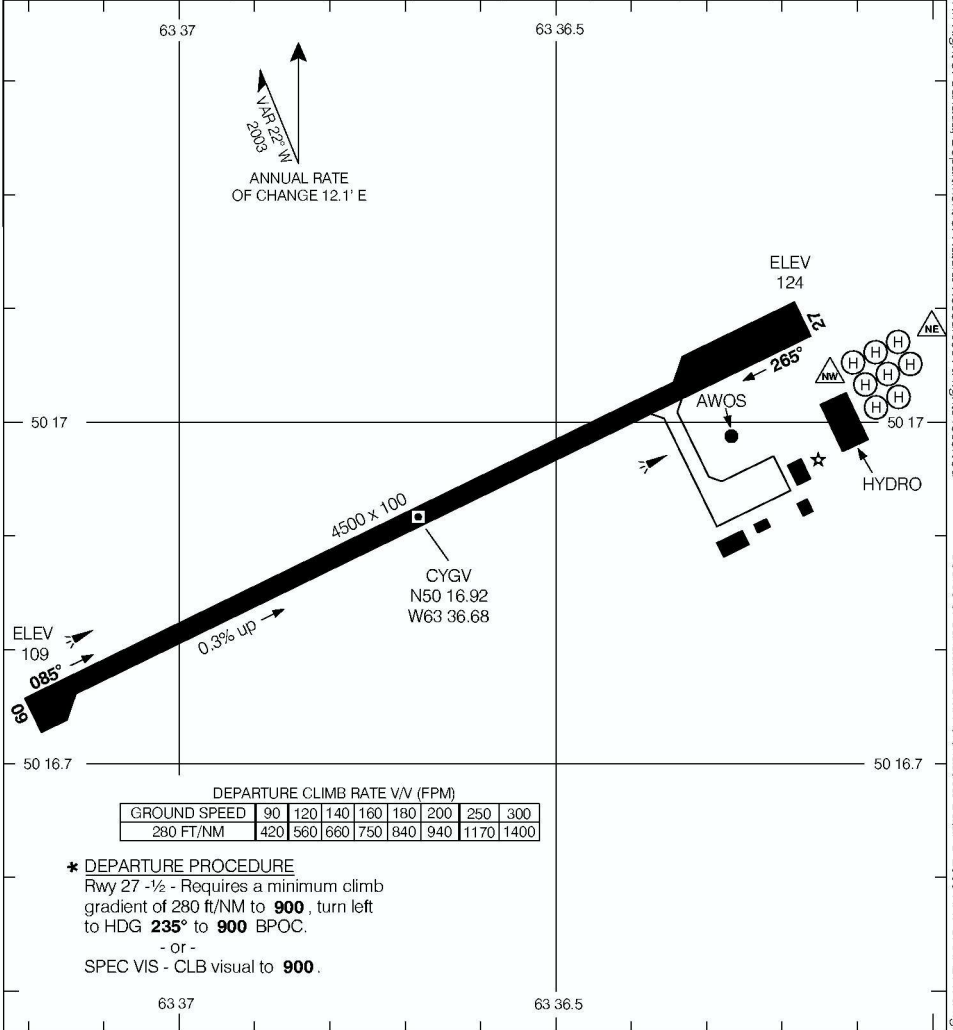 63 37
63 36.5
VAR 22° W
2003
ANNUAL RATE
OF CHANGE 12.1' E
ELEV
124
27
NE
265°
H
H
H
H
H
H
H
H
NW
AWOS
50 17
50 17
HYDRO
4500 x 100
CYGV
N50 16.92
W63 36.68
0.3% up
ELEV
109
085°
09
50 16.7
50 16.7
DEPARTURE CLIMB RATE V/V (FPM)
GROUND SPEED 90 120 140 160 180 200 250 300
280 FT/NM 420 560 660 750 840 940 1170 1400
* DEPARTURE PROCEDURE
Rwy 27 -½ - Requires a minimum climb
gradient of 280 ft/NM to 900 , turn left
to HDG 235° to 900 BPOC.
- or -
SPEC VIS - CLB visual to 900 .
63 37
63 36.5